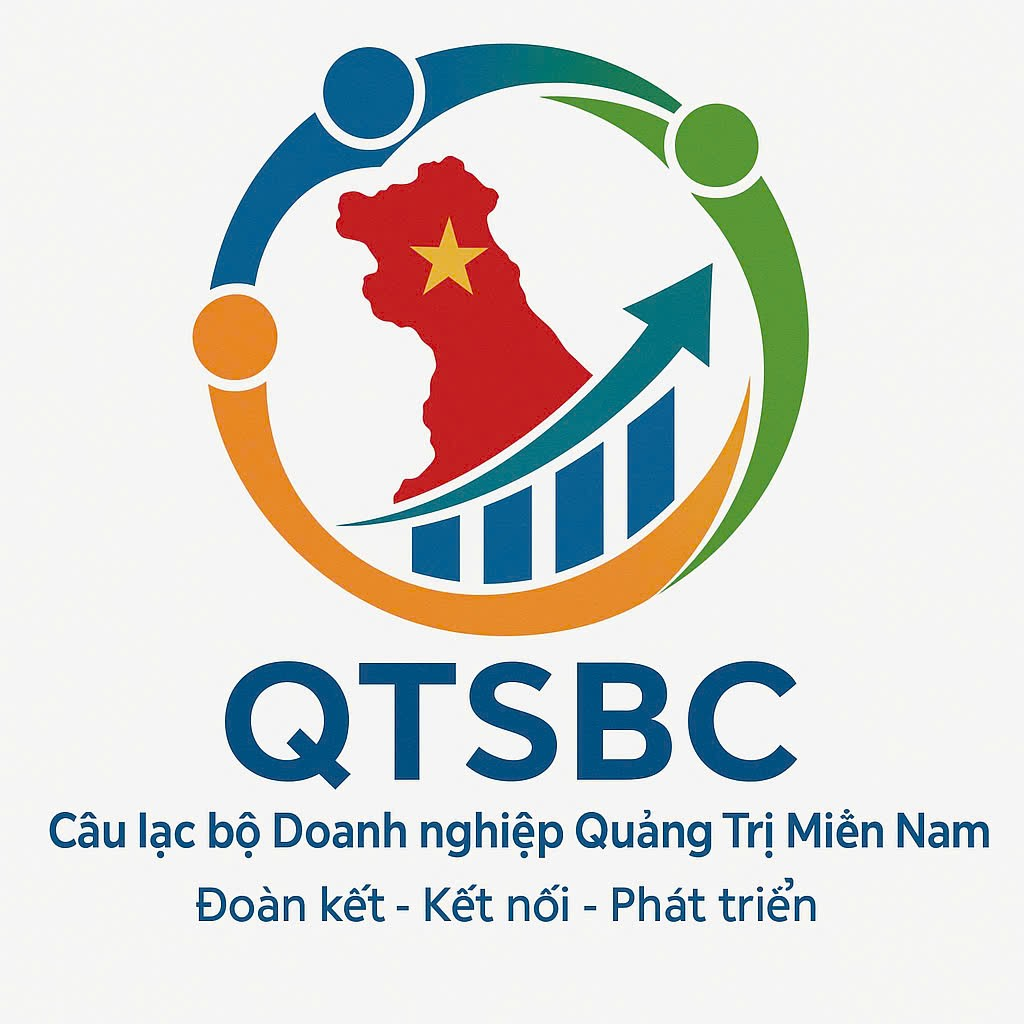 QTSBC
Câu lạc bộ Doanh nghiệp Quảng Trị Miền Nam
Đoàn kết - Kết nối - Phát triển